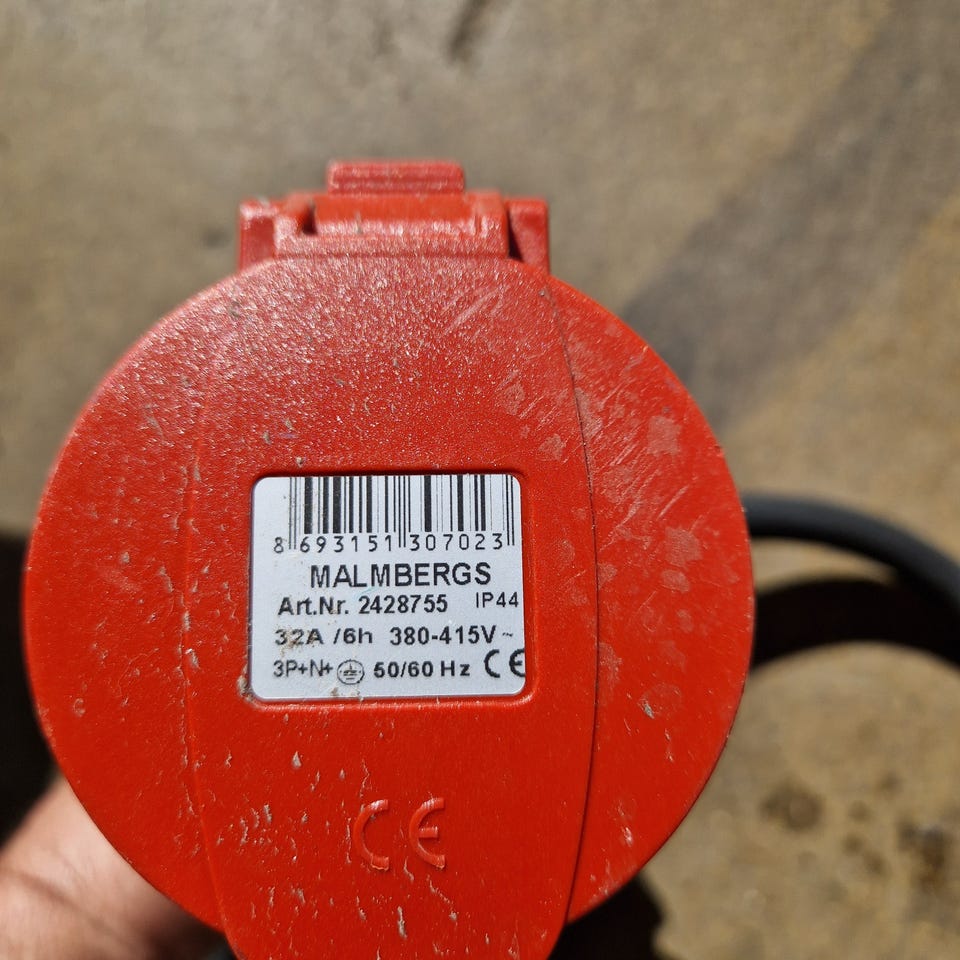 8 693151 307023
MALMBERGS
Art.Nr. 2428755 IP44
32A /6h 380-415V ~
3P+N+ 50/60 Hz CE
CE